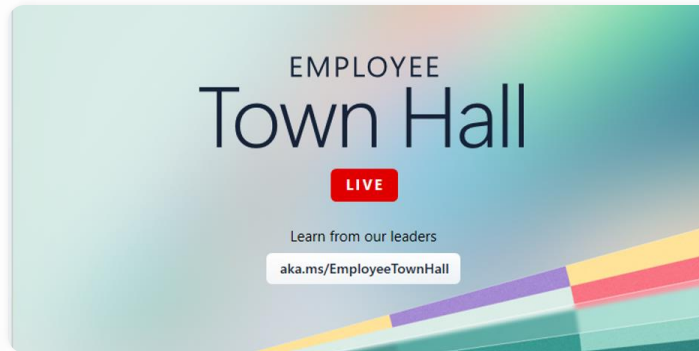 EMPLOYEE
Town Hall
LIVE
Learn from our leaders
aka.ms/EmployeeTownHall